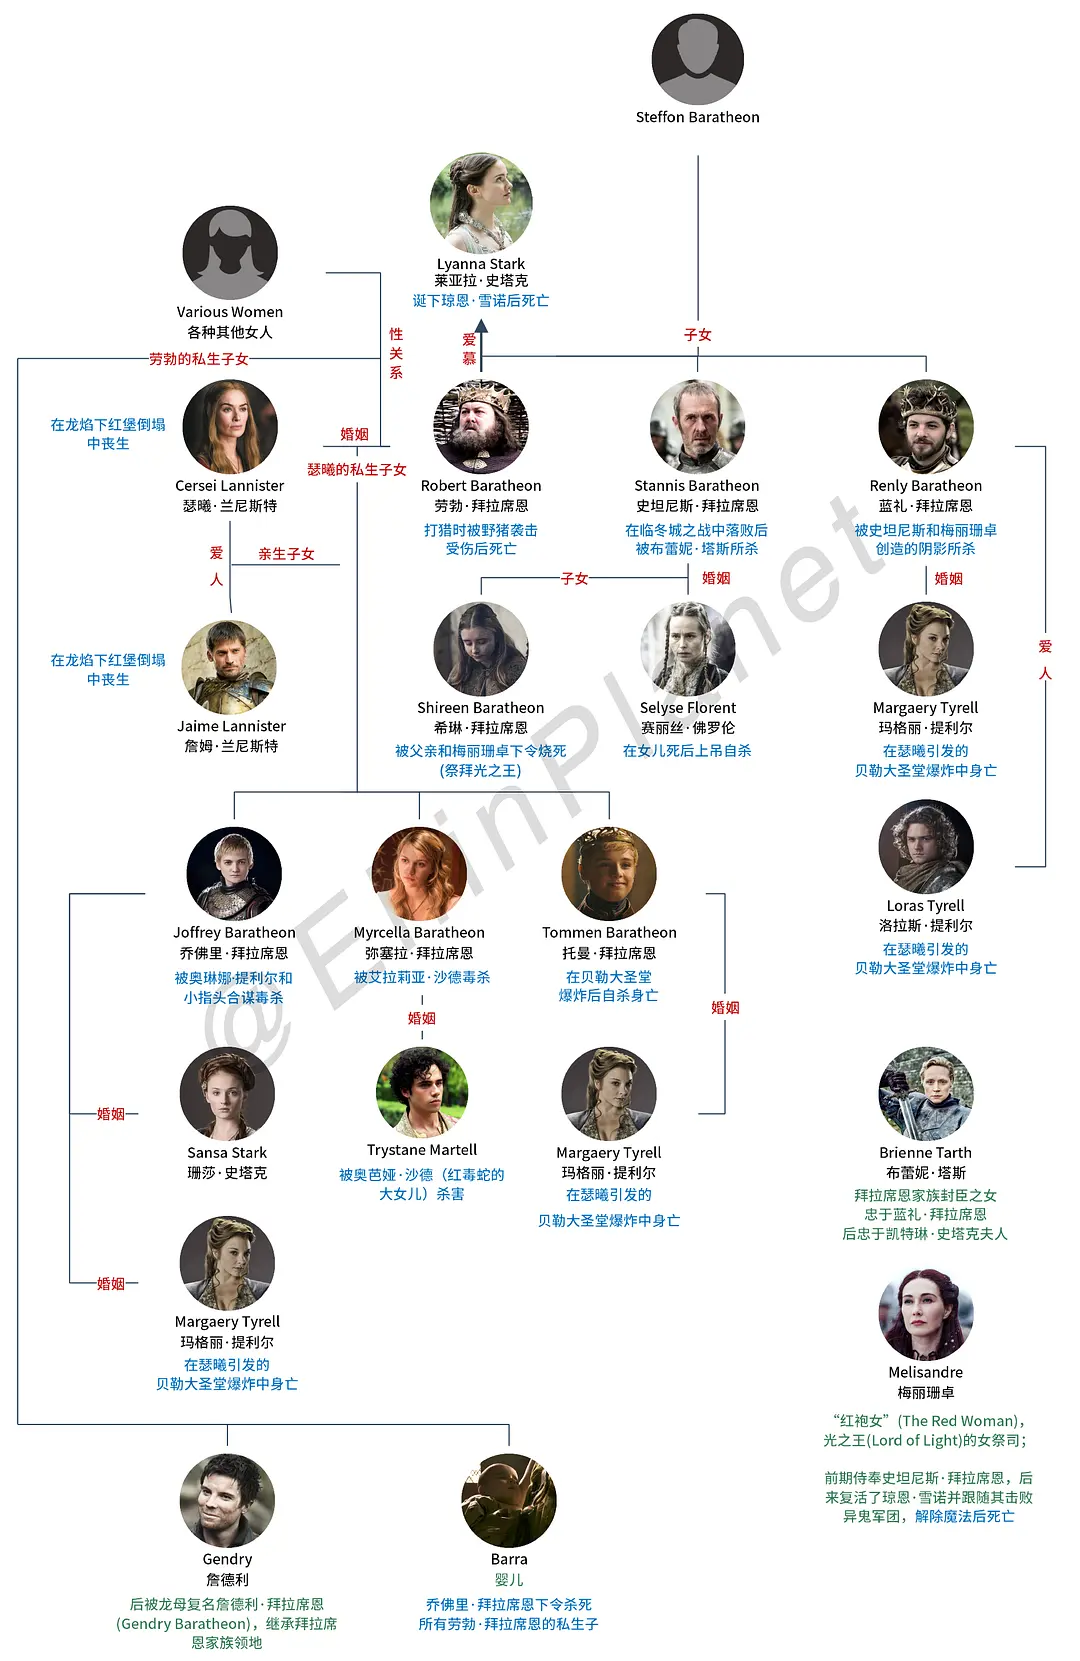 Steffon Baratheon
Lyanna Stark
莱亚拉·史塔克
诞下琼恩·雪诺后死亡
Various Women
各种其他女人
性关系
爱慕
子女
劳勃的私生子女
在龙焰下红堡倒塌
中丧生
Cersei Lannister
瑟曦·兰尼斯特
婚姻
瑟曦的私生子女
Robert Baratheon
劳勃·拜拉席恩
打猎时被野猪袭击
受伤后死亡
Stannis Baratheon
史坦尼斯·拜拉席恩
在临冬城之战中落败后
被布蕾妮·塔斯所杀
Renly Baratheon
蓝礼·拜拉席恩
被史坦尼斯和梅丽珊卓
创造的阴影所杀
爱人
亲生子女
子女
婚姻
婚姻
爱人
在龙焰下红堡倒塌
中丧生
Jaime Lannister
詹姆·兰尼斯特
Shireen Baratheon
希琳·拜拉席恩
被父亲和梅丽珊卓下令烧死
(祭拜光之王)
Selyse Florent
赛丽丝·佛罗伦
在女儿死后上吊自杀
Margaery Tyrell
玛格丽·提利尔
在瑟曦引发的
贝勒大圣堂爆炸中身亡
Loras Tyrell
洛拉斯·提利尔
在瑟曦引发的
贝勒大圣堂爆炸中身亡
Joffrey Baratheon
乔佛里·拜拉席恩
被奥琳娜·提利尔和
小指头合谋毒杀
Myrcella Baratheon
弥塞拉·拜拉席恩
被艾拉莉亚·沙德毒杀
Tommen Baratheon
托曼·拜拉席恩
在贝勒大圣堂
爆炸后自杀身亡
婚姻
婚姻
婚姻
Sansa Stark
珊莎·史塔克
Trystane Martell
被奥芭娅·沙德（红毒蛇的
大女儿）杀害
Margaery Tyrell
玛格丽·提利尔
在瑟曦引发的
贝勒大圣堂爆炸中身亡
Brienne Tarth
布蕾妮·塔斯
拜拉席恩家族封臣之女
忠于蓝礼·拜拉席恩
后忠于凯特琳·史塔克夫人
婚姻
Margaery Tyrell
玛格丽·提利尔
在瑟曦引发的
贝勒大圣堂爆炸中身亡
Melisandre
梅丽珊卓
“红袍女”(The Red Woman)，
光之王(Lord of Light)的女祭司；
前期侍奉史坦尼斯·拜拉席恩，后
来复活了琼恩·雪诺并跟随其击败
异鬼军团，解除魔法后死亡
Gendry
詹德利
后被龙母复名詹德利·拜拉席恩
(Gendry Baratheon)，继承拜拉席
恩家族领地
Barra
婴儿
乔佛里·拜拉席恩下令杀死
所有劳勃·拜拉席恩的私生子